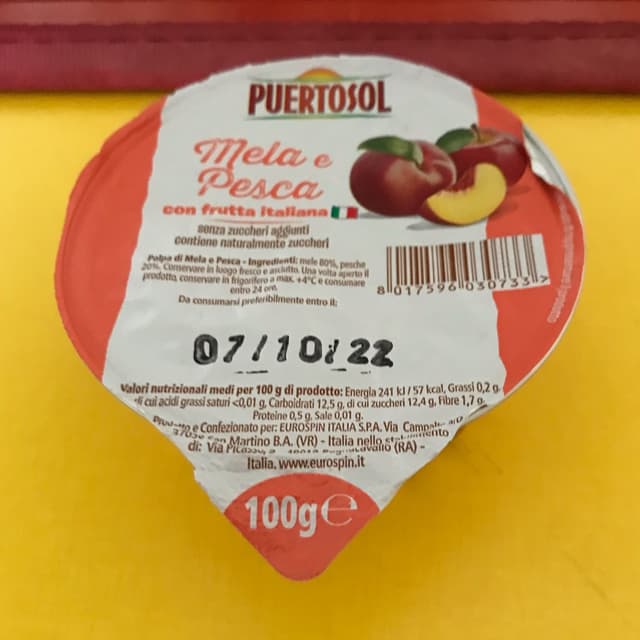 PUERTOSOL
Mela e
Pesca
con frutta italiana
senza zuccheri aggiunti
contiene naturalmente zuccheri
Polpa di Mela e Pesca - Ingredienti: mele 80%, pesche
20%. Conservare in luogo fresco e asciutto. Una volta aperto il
prodotto, conservare in frigorifero a max. +4°C e consumare
entro 24 ore.
Da consumarsi preferibilmente entro il:
8 017596 030733 >
07/10/22
Valori nutrizionali medi per 100 g di prodotto: Energia 241 kJ / 57 kcal, Grassi 0,2 g,
di cui acidi grassi saturi <0,01 g, Carboidrati 12,5 g, di cui zuccheri 12,4 g, Fibre 1,7 g,
Proteine 0,5 g, Sale 0,01 g.
e Confezionato per: EUROSPIN ITALIA S.P.A. Via
Martino B.A. (VR) - Italia nello stabilimento
di: Via (RA) -
Italia. www.eurospin.it
100g e